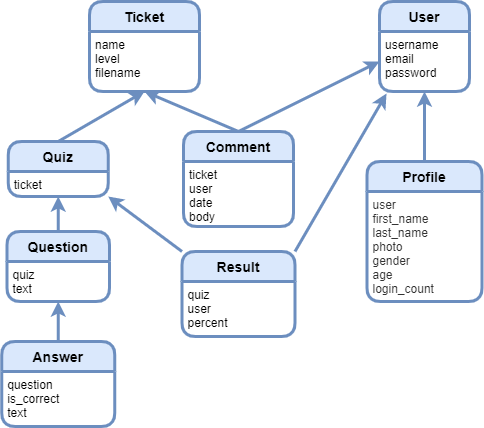 Ticket
name
level
filename
User
username
email
password
Quiz
ticket
Comment
ticket
user
date
body
Profile
user
first_name
last_name
photo
gender
age
login_count
Question
quiz
text
Result
quiz
user
percent
Answer
question
is_correct
text